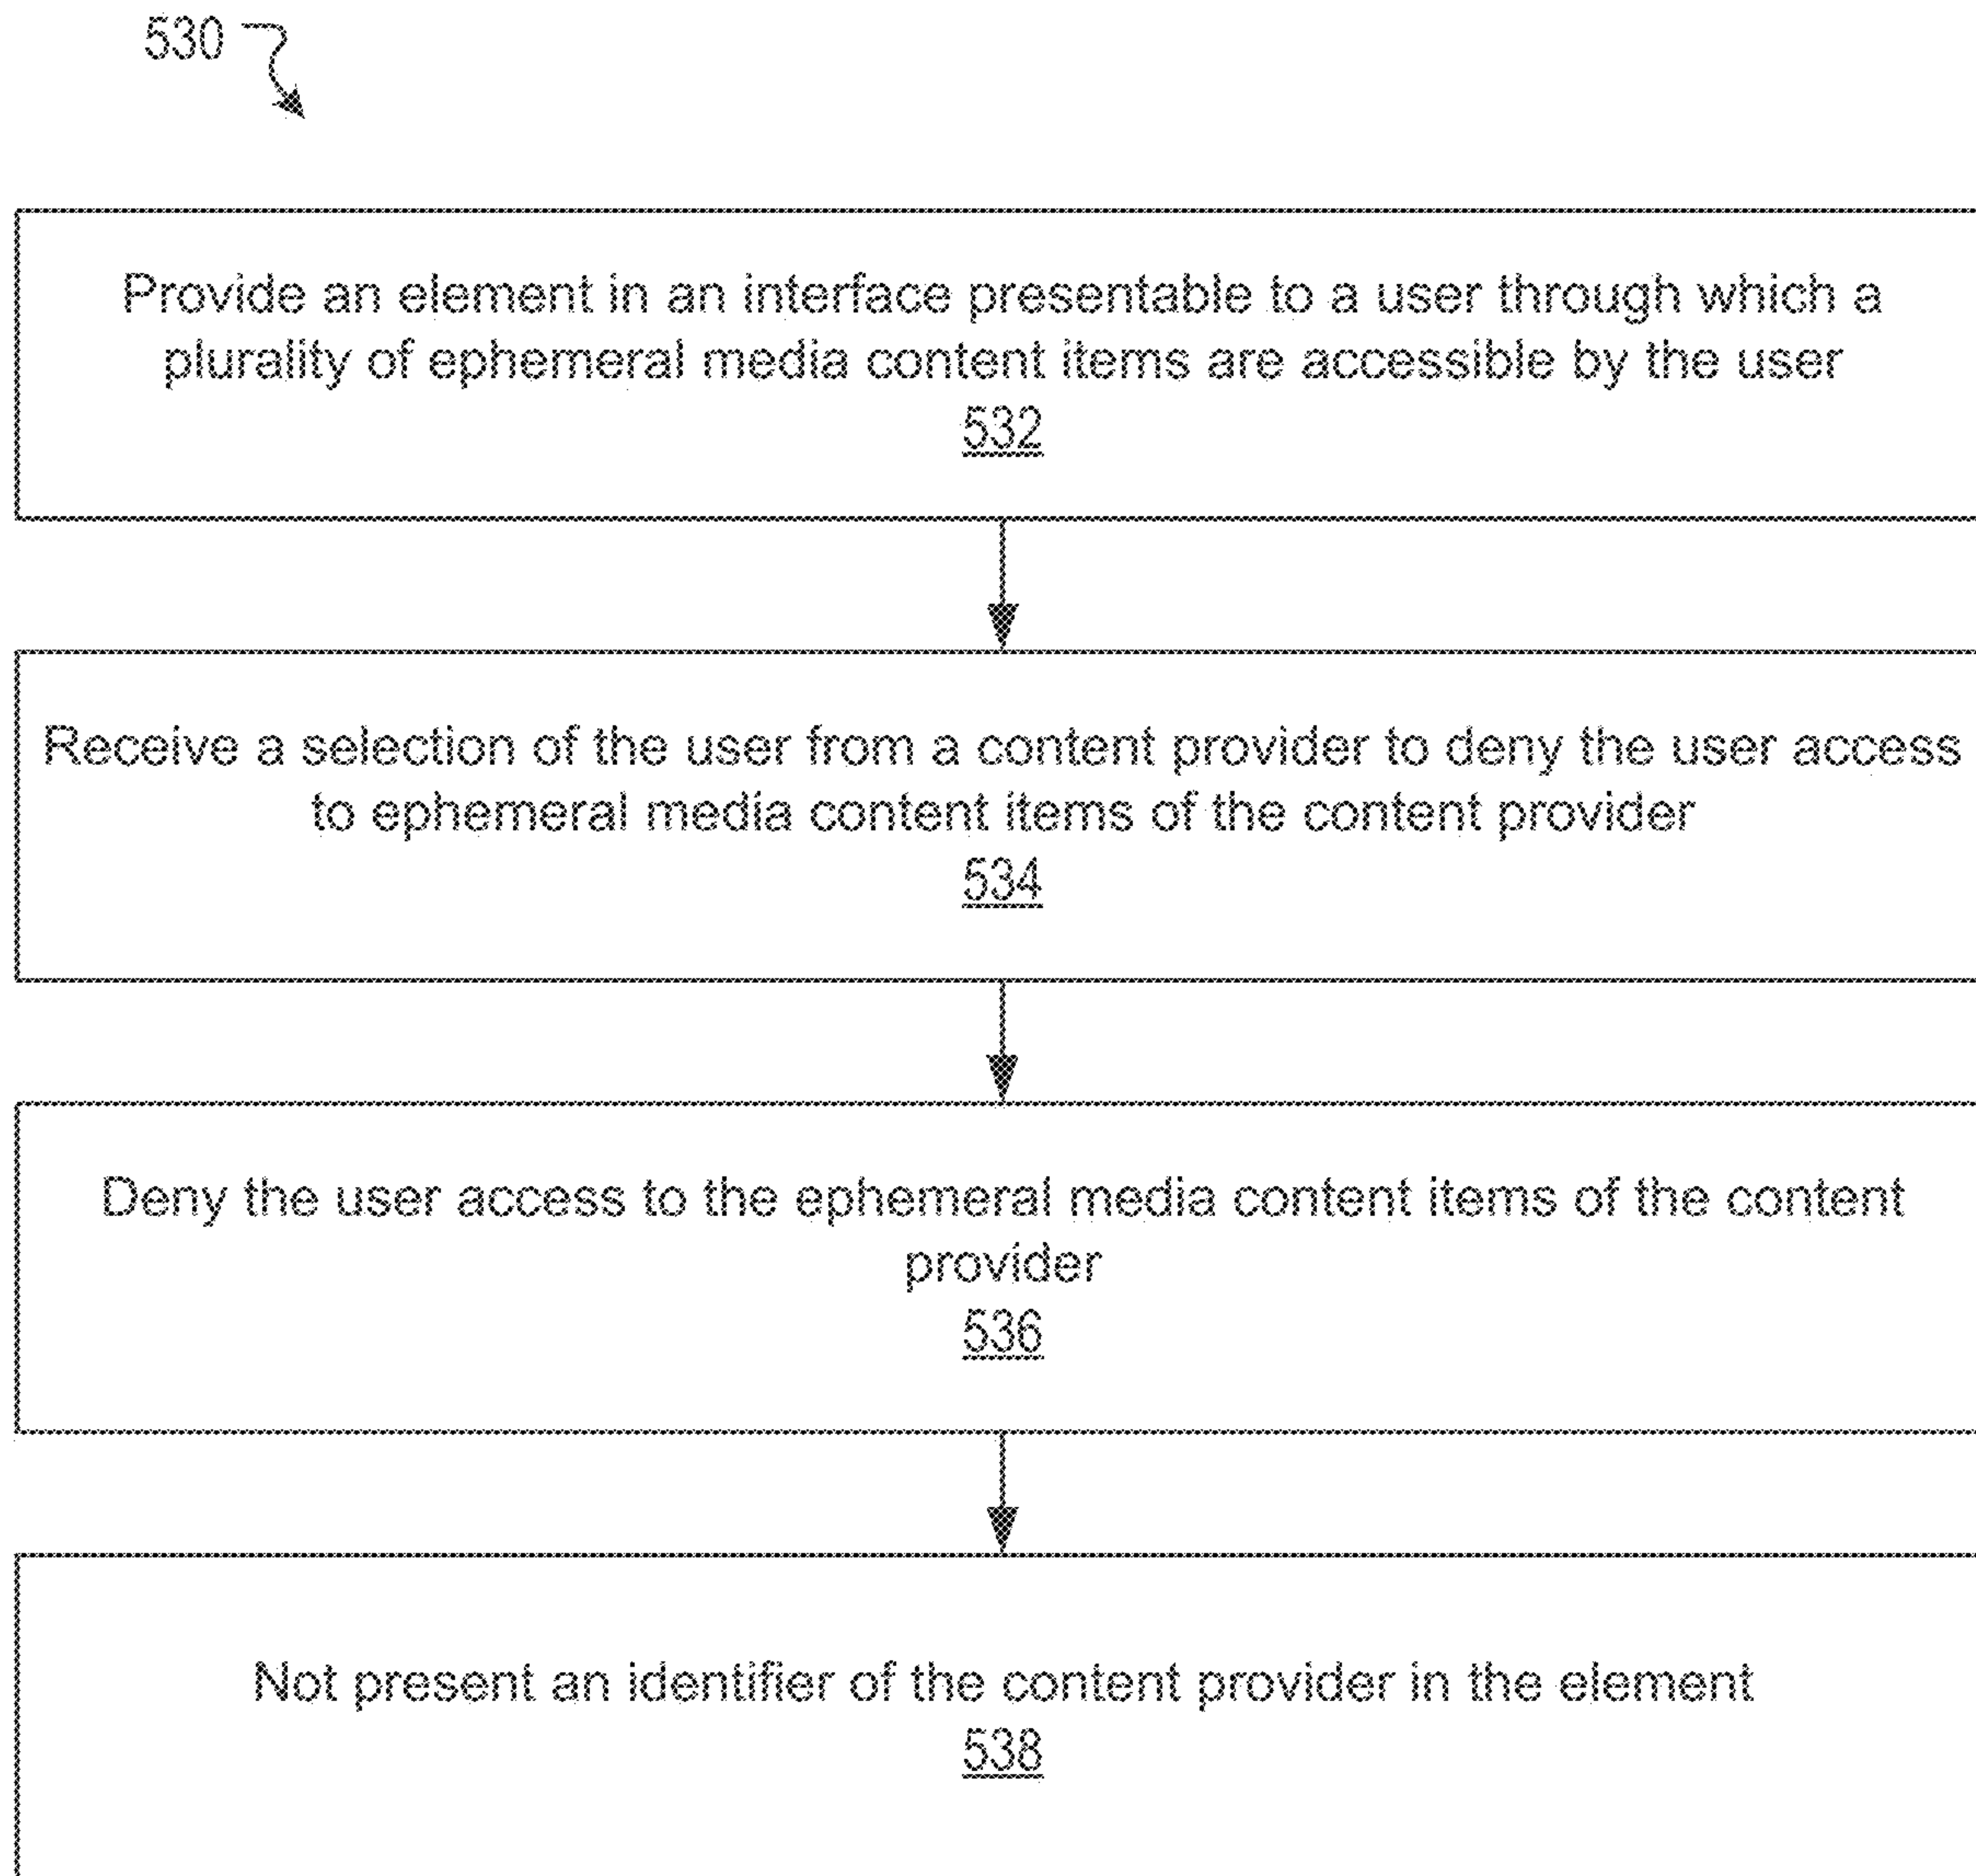 530
Provide an element in an interface presentable to a user through which a
plurality of ephemeral media content items are accessible by the user
532
Receive a selection of the user from a content provider to deny the user access
to ephemeral media content items of the content provider
534
Deny the user access to the ephemeral media content items of the content
provider
536
Not present an identifier of the content provider in the element
538